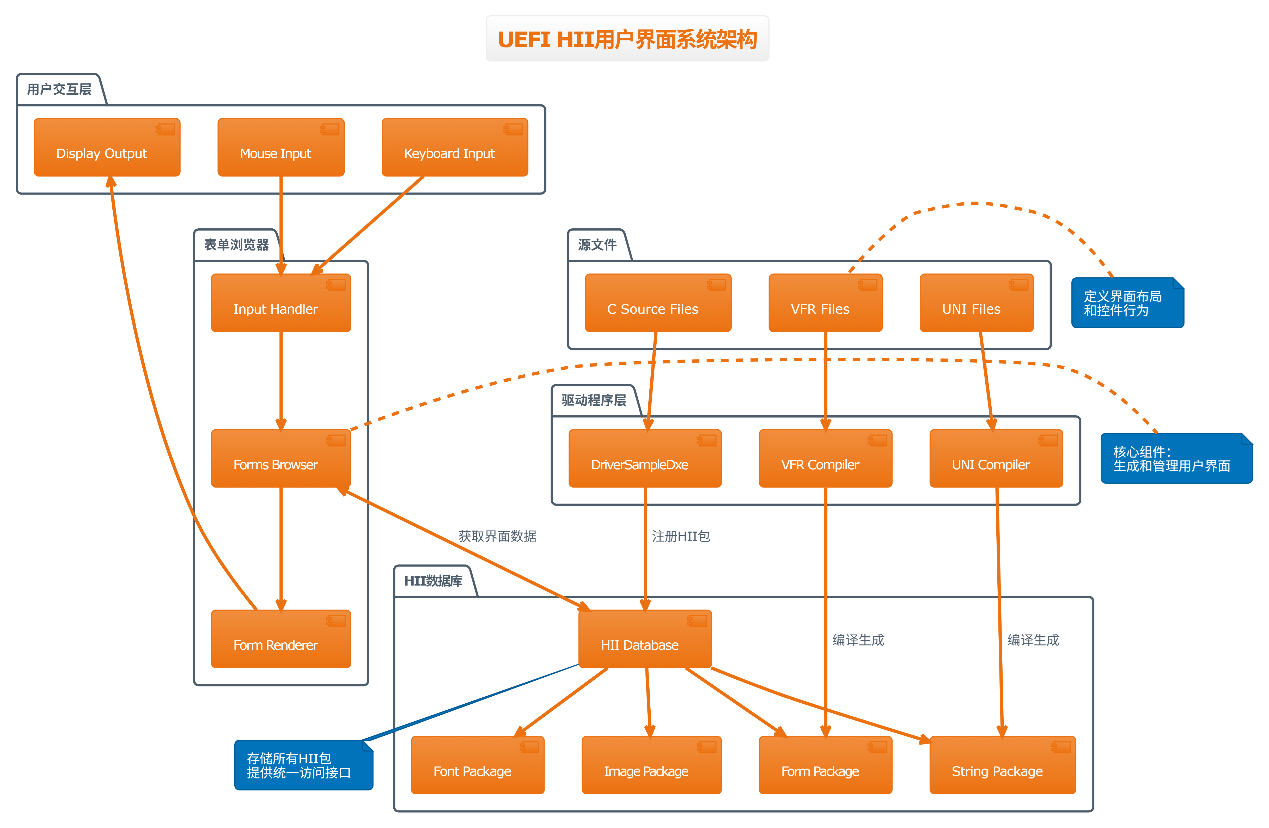 UEFI HII用户界面系统架构
用户交互层
Display Output
Mouse Input
Keyboard Input
表单浏览器
源文件
Input Handler
C Source Files
VFR Files
UNI Files
定义界面布局
和控件行为
驱动程序层
Forms Browser
DriverSampleDxe
VFR Compiler
UNI Compiler
核心组件：
生成和管理用户界面
获取界面数据
注册HII包
HII数据库
Form Renderer
HII Database
编译生成
编译生成
存储所有HII包
提供统一访问接口
Font Package
Image Package
Form Package
String Package